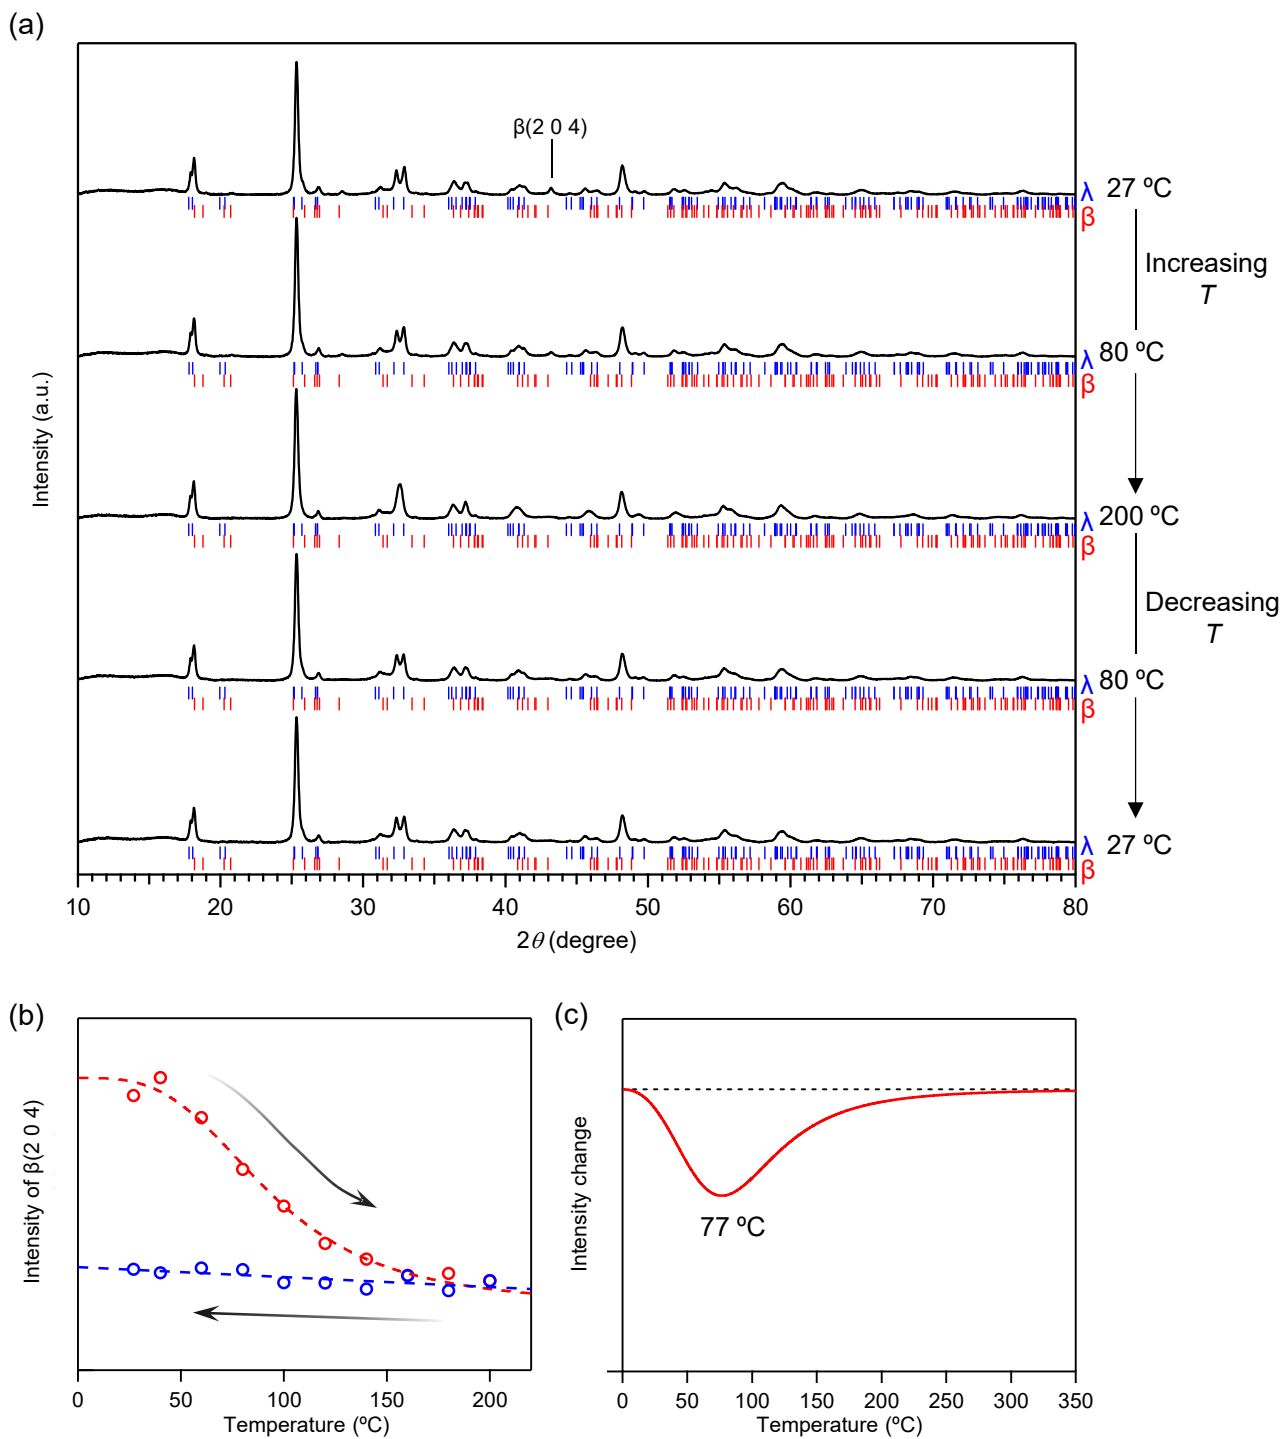 (a)
β(2 0 4)
λ 27 ºC
β
Increasing
T
λ 80 ºC
β
Intensity (a.u.)
λ 200 ºC
β
Decreasing
T
λ 80 ºC
β
λ 27 ºC
β
10 20 30 40 50 60 70 80
2θ (degree)
(b)
Intensity of β(2 0 4)
0 50 100 150 200
Temperature (ºC)
(c)
Intensity change
77 ºC
0 50 100 150 200 250 300 350
Temperature (ºC)